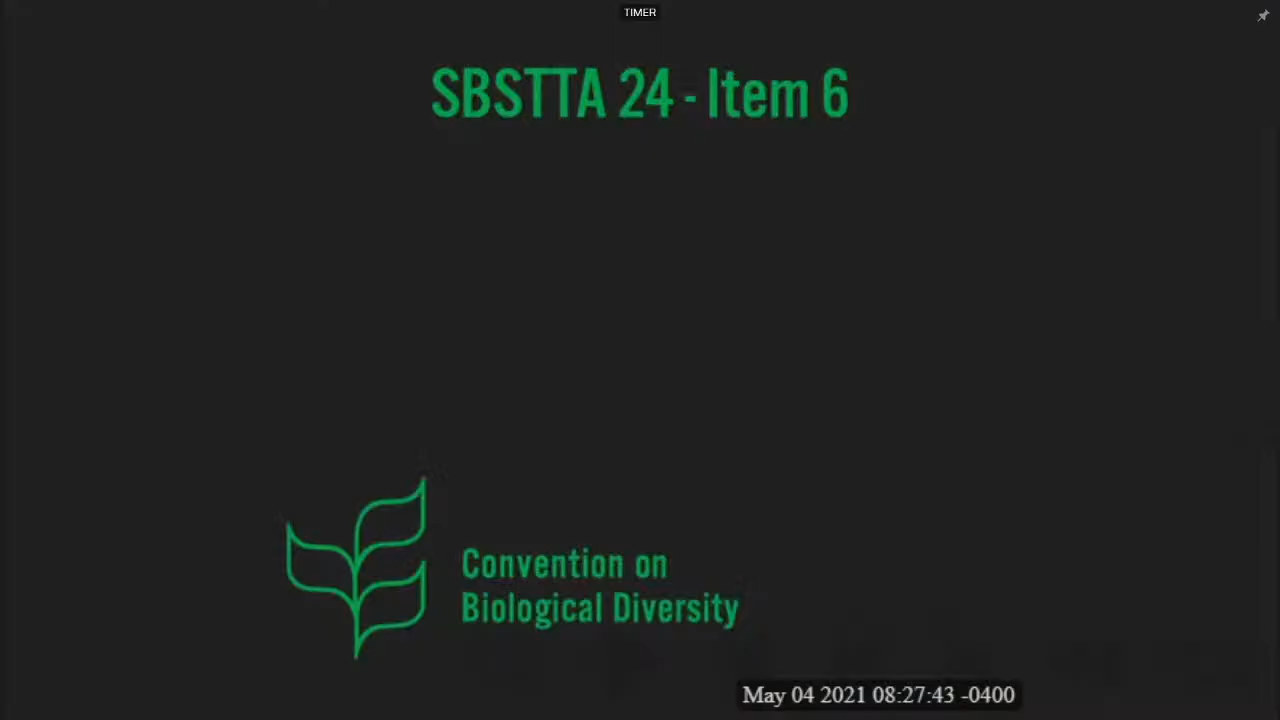 TIMER
SBSTTA 24 - Item 6
Convention on
Biological Diversity
May 04 2021 08:27:43 -0400